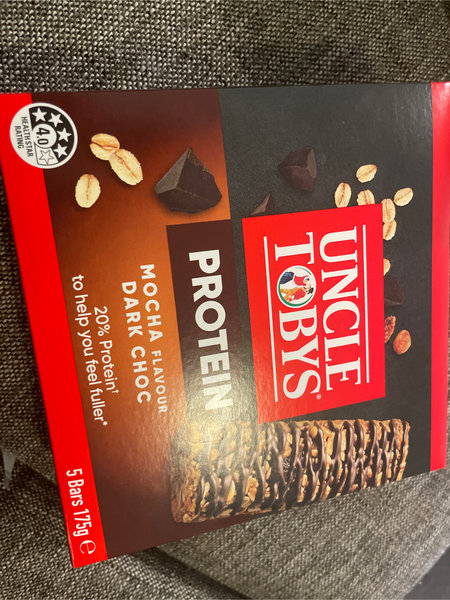 UNCLE
TOBYS®
PROTEIN
MOCHA FLAVOUR
DARK CHOC
20% Protein†
to help you feel fuller*
4.0
HEALTH STAR
RATING
5 Bars 175g ℮